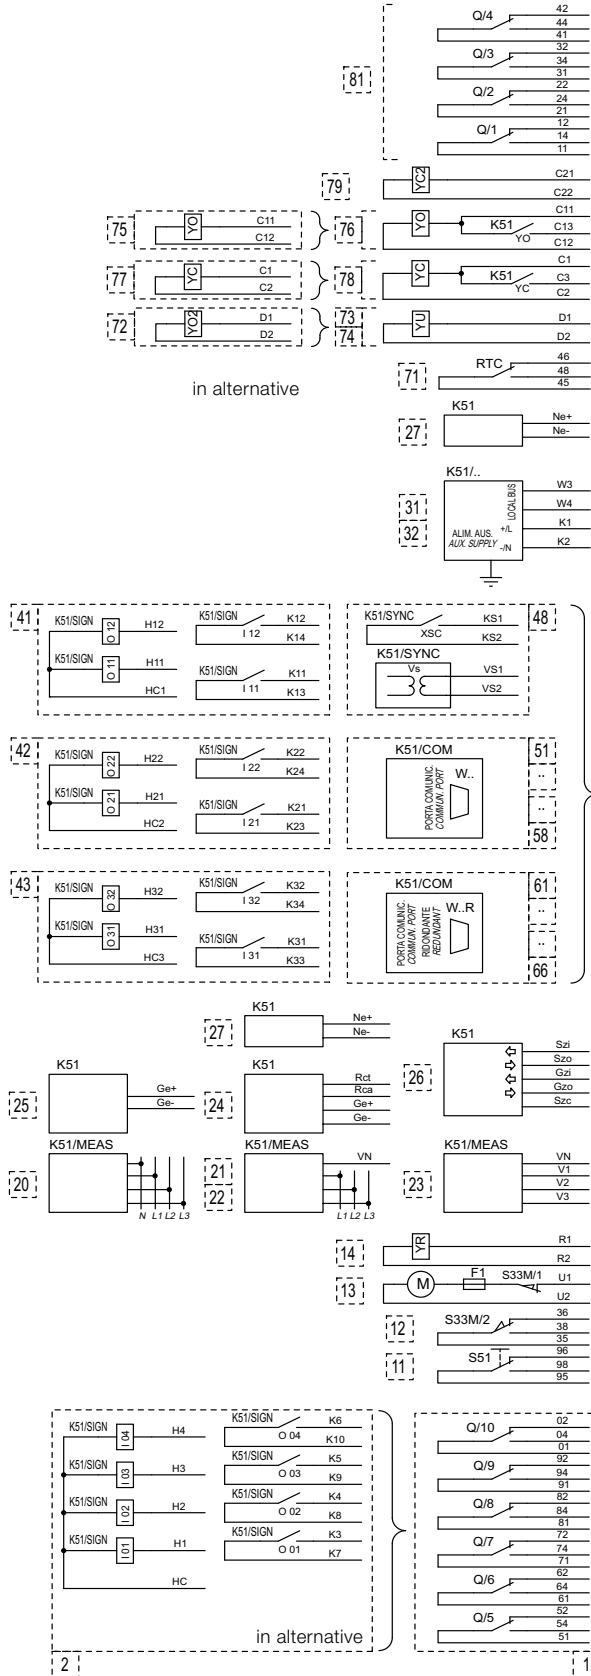 42
Q/4
44
41
32
Q/3
34
31
81
22
Q/2
24
21
12
Q/1
14
11
79
YC2
C21
C22
75
YO
C11
C12
76
YO
C11
K51
C13
YO
C12
77
YC
C1
C2
78
YC
C1
K51
C3
YC
C2
72
YO2
D1
D2
73
74
YU
D1
D2
in alternative
71
RTC
46
48
45
27
K51
Ne+
Ne-
K51/..
31
32
LOCAL BUS
ALIM. AUS.
AUX. SUPPLY
+/L
-/N
W3
W4
K1
K2
41
K51/SIGN
O 12
H12
K51/SIGN
O 11
H11
HC1
K51/SIGN
K12
I 12
K14
K51/SIGN
K11
I 11
K13
K51/SYNC
KS1
XSC
KS2
K51/SYNC
Vs
VS1
VS2
48
42
K51/SIGN
O 22
H22
K51/SIGN
O 21
H21
HC2
K51/SIGN
K22
I 22
K24
K51/SIGN
K21
I 21
K23
K51/COM
PORTA COMUNIC.
COMMUN. PORT
W..
51
..
..
58
43
K51/SIGN
O 32
H32
K51/SIGN
O 31
H31
HC3
K51/SIGN
K32
I 32
K34
K51/SIGN
K31
I 31
K33
K51/COM
PORTA COMUNIC.
COMMUN. PORT
RIDONDANTE
REDUNDANT
W..R
61
..
..
66
27
K51
Ne+
Ne-
25
K51
Ge+
Ge-
24
K51
Rct
Rca
Ge+
Ge-
26
K51
Szi
Szo
Gzi
Gzo
Szc
20
K51/MEAS
N L1 L2 L3
21
22
K51/MEAS
VN
L1 L2 L3
23
K51/MEAS
VN
V1
V2
V3
14
YR
R1
R2
13
M
F1
S33M/1
U1
U2
12
S33M/2
36
38
35
11
S51
96
98
95
K51/SIGN
I 04
H4
K51/SIGN
I 03
H3
K51/SIGN
I 02
H2
K51/SIGN
I 01
H1
HC
K51/SIGN
K6
O 04
K10
K51/SIGN
K5
O 03
K9
K51/SIGN
K4
O 02
K8
K51/SIGN
K3
O 01
K7
in alternative
2
Q/10
02
04
01
Q/9
92
94
91
Q/8
82
84
81
Q/7
72
74
71
Q/6
62
64
61
Q/5
52
54
51
1